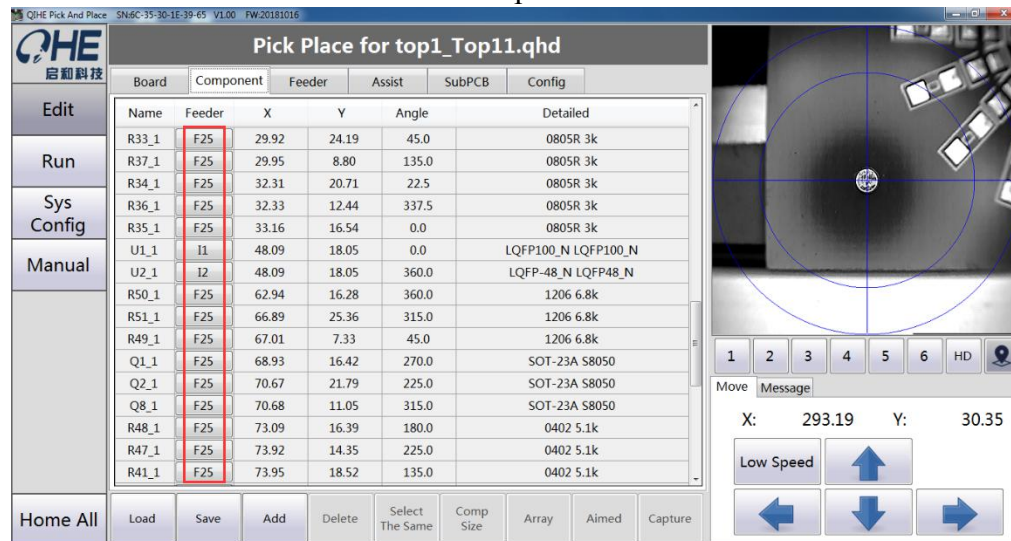 QIHE Pick And Place SN:6C-35-30-1E-39-65 V1.00 FW:20181016
QiHE
启和科技
Pick Place for top1_Top11.qhd
Board Component Feeder Assist SubPCB Config
Edit
Run
Sys
Config
Manual
Home All
Name Feeder X Y Angle Detailed
R33_1 F25 29.92 24.19 45.0 0805R 3k
R37_1 F25 29.95 8.80 135.0 0805R 3k
R34_1 F25 32.31 20.71 22.5 0805R 3k
R36_1 F25 32.33 12.44 337.5 0805R 3k
R35_1 F25 33.16 16.54 0.0 0805R 3k
U1_1 I1 48.09 18.05 0.0 LQFP100_N LQFP100_N
U2_1 I2 48.09 18.05 360.0 LQFP-48_N LQFP48_N
R50_1 F25 62.94 16.28 360.0 1206 6.8k
R51_1 F25 66.89 25.36 315.0 1206 6.8k
R49_1 F25 67.01 7.33 45.0 1206 6.8k
Q1_1 F25 68.93 16.42 270.0 SOT-23A S8050
Q2_1 F25 70.67 21.79 225.0 SOT-23A S8050
Q8_1 F25 70.68 11.05 315.0 SOT-23A S8050
R48_1 F25 73.09 16.39 180.0 0402 5.1k
R47_1 F25 73.92 14.35 225.0 0402 5.1k
R41_1 F25 73.95 18.52 135.0 0402 5.1k
Load Save Add Delete Select The Same Comp Size Array Aimed Capture
1 2 3 4 5 6 HD
Move Message
X: 293.19 Y: 30.35
Low Speed